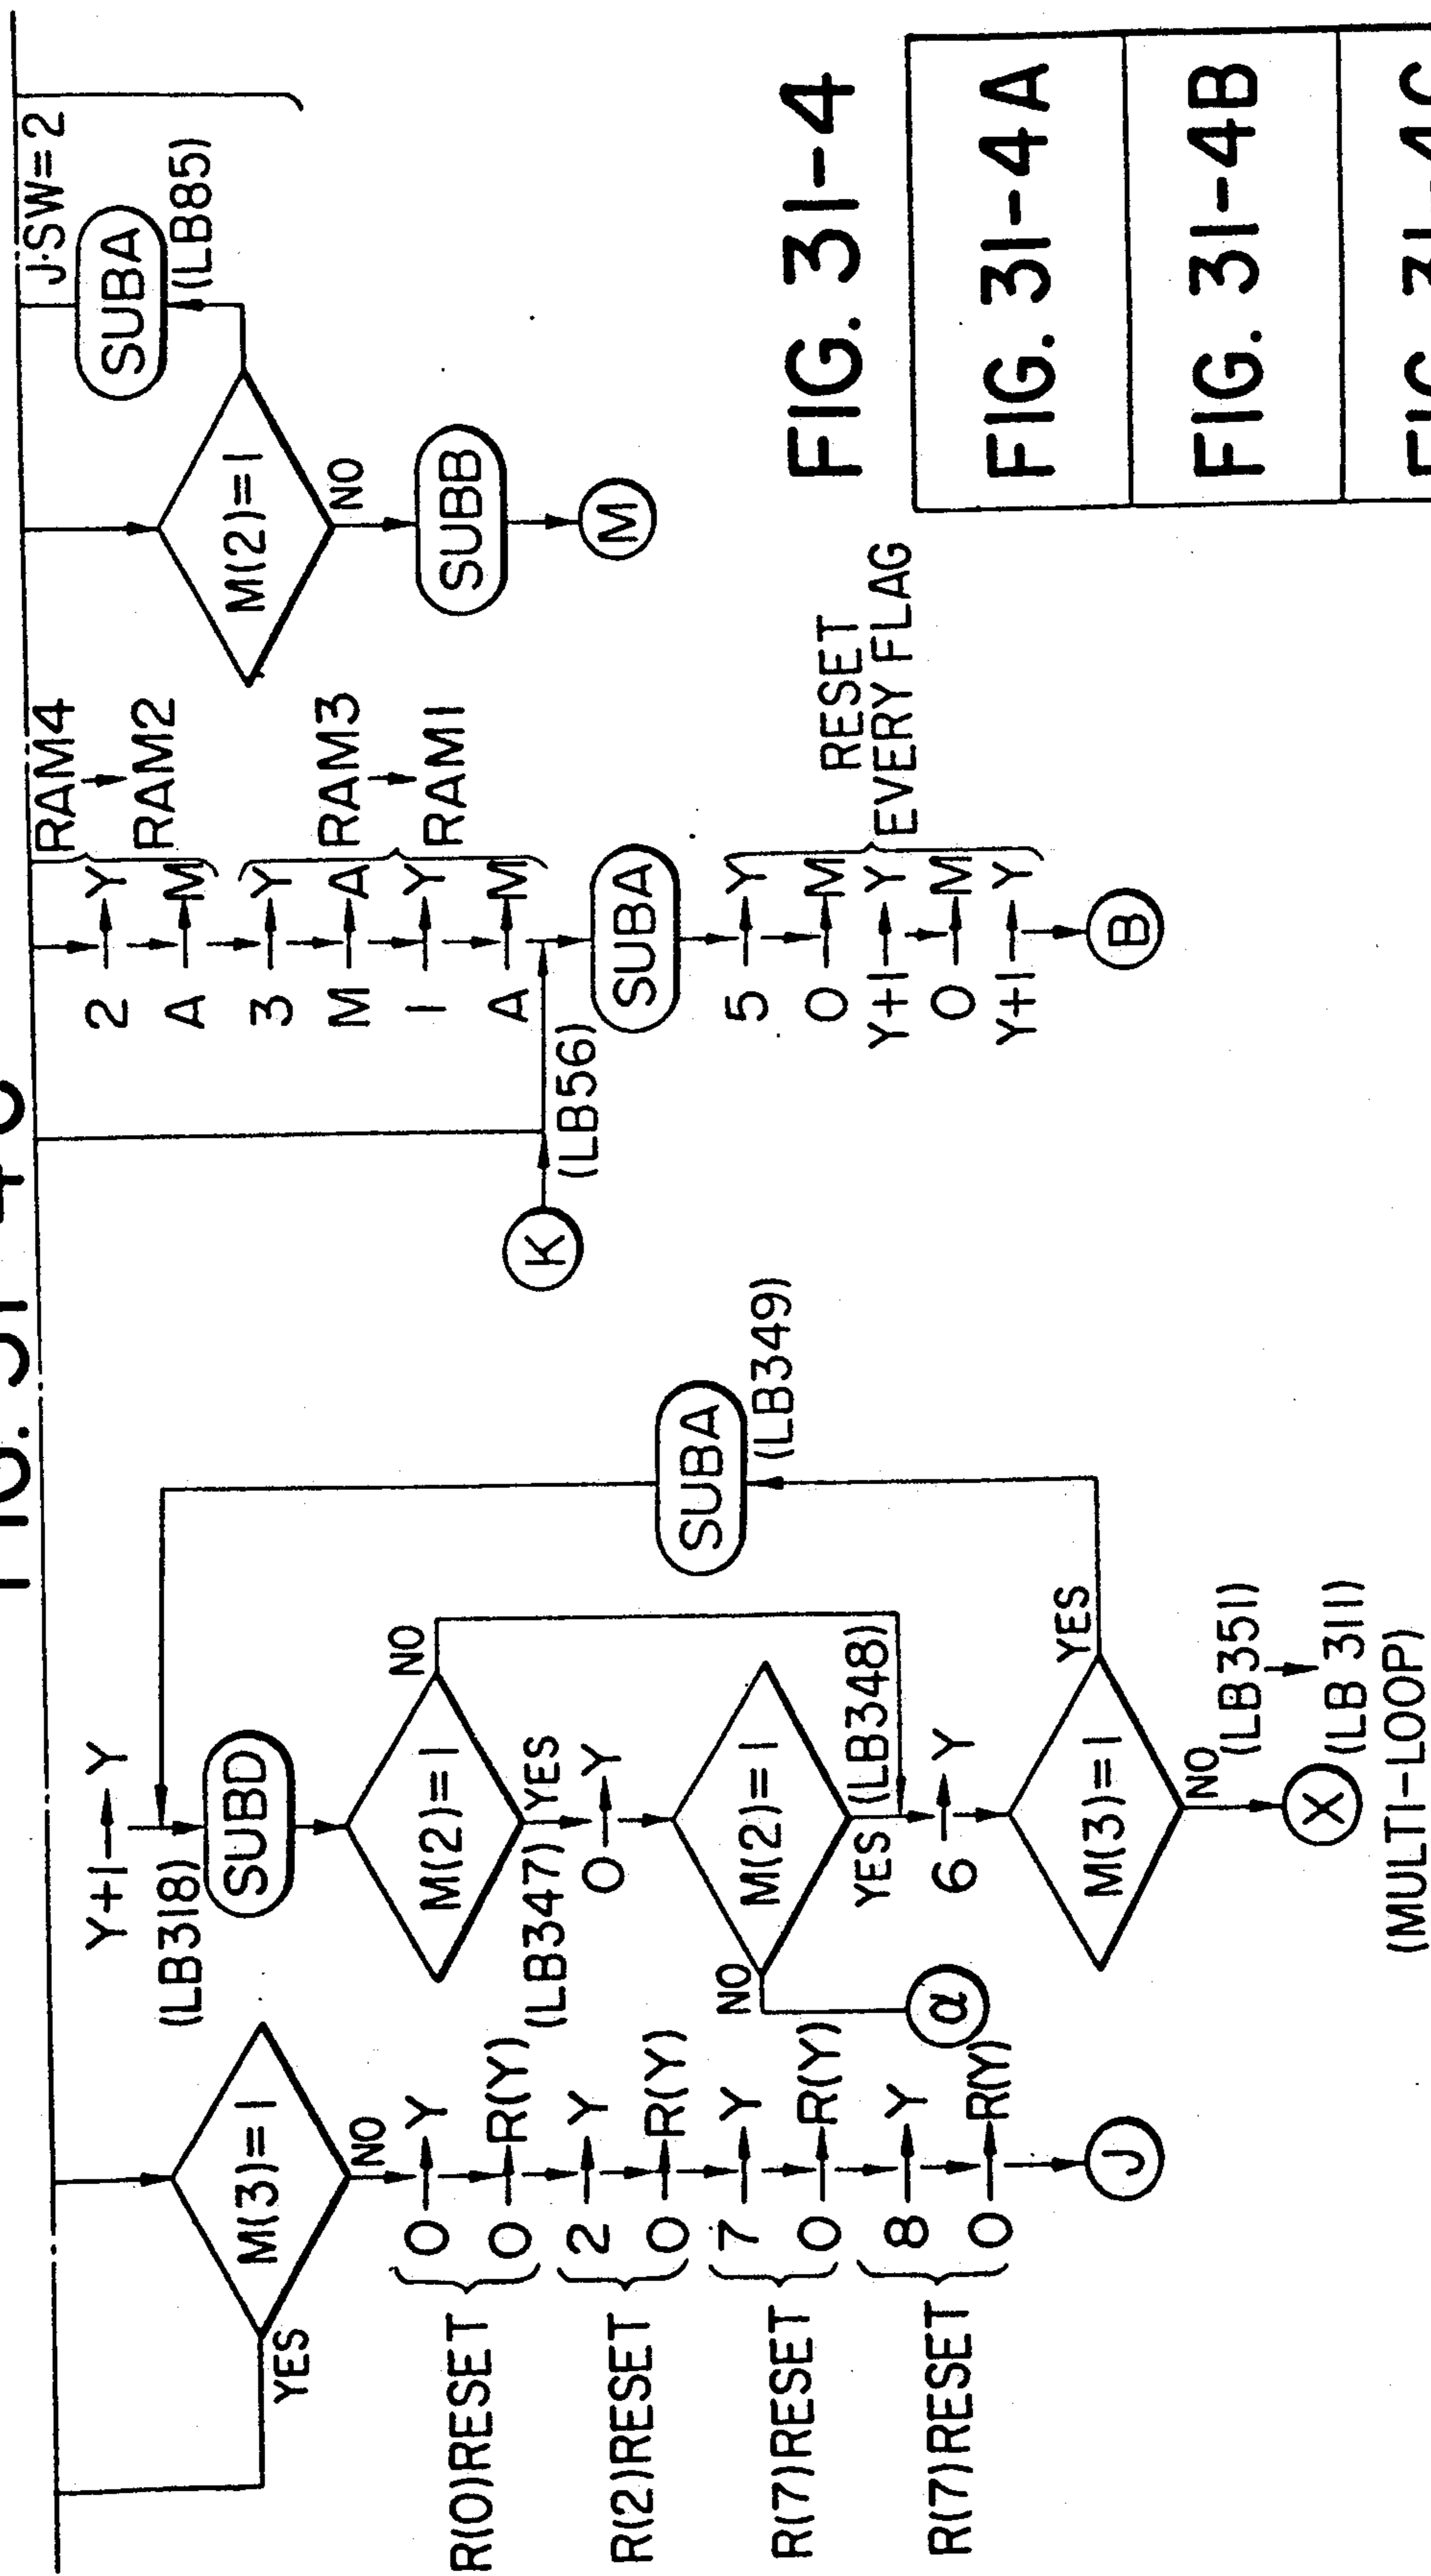 M(3)=1
YES
NO
0→Y
0→R(Y)
R(0)RESET
2→Y
0→R(Y)
R(2)RESET
7→Y
0→R(Y)
R(7)RESET
8→Y
0→R(Y)
R(7)RESET
J
Y+1→Y
(LB318)
SUBD
M(2)=1
NO
YES
(LB347)
0→Y
M(2)=1
NO
α
YES
(LB348)
6→Y
M(3)=1
YES
SUBA
(LB349)
NO
X
(LB351)
↓
(LB 311)
(MULTI-LOOP)
K
(LB56)
2→Y
A→M
RAM4
↓
RAM2
3→Y
M→A
1→Y
A→M
RAM3
↓
RAM1
SUBA
5→Y
0→M
Y+1→Y
0→M
Y+1→Y
RESET
EVERY FLAG
B
M(2)=1
NO
SUBB
M
J·SW=2
SUBA
(LB85)
FIG. 31-4
FIG. 31-4A
FIG. 31-4B